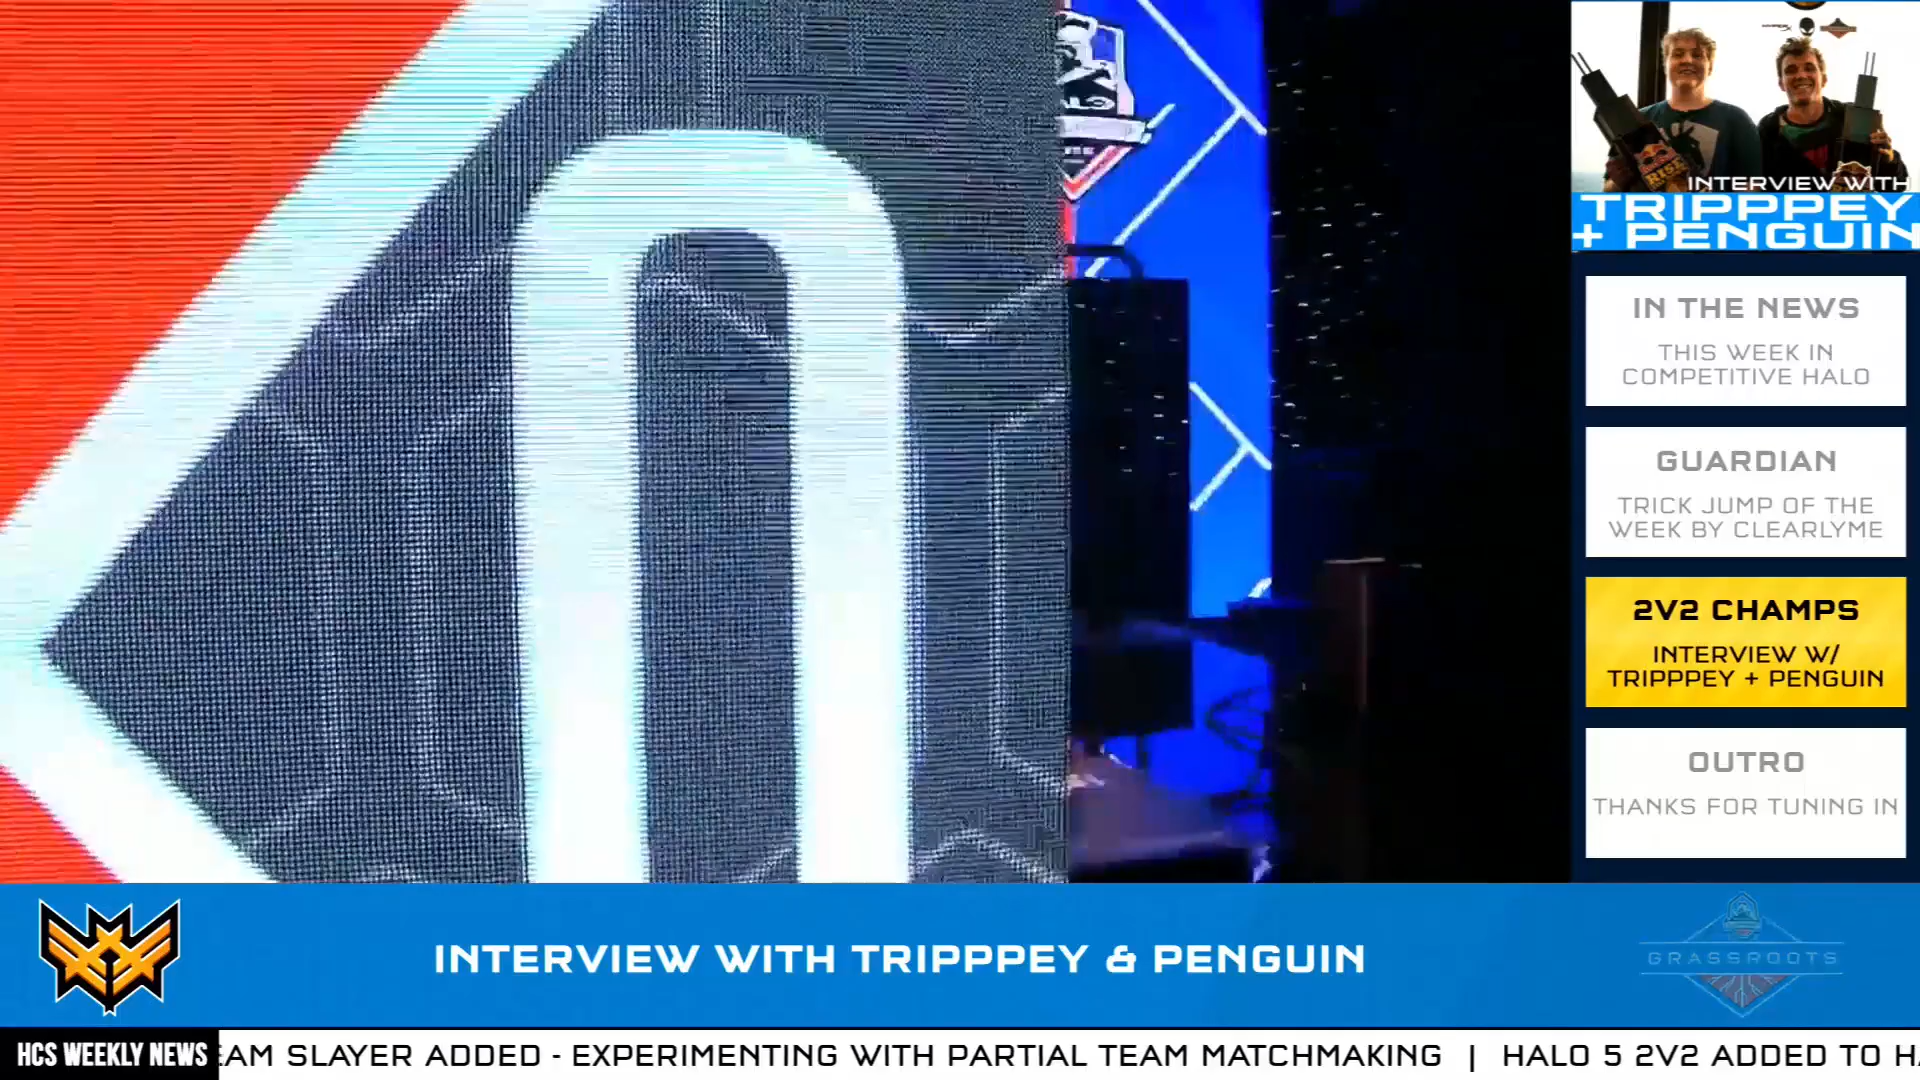 INTERVIEW WITH
TRIPPPEY
+ PENGUIN
IN THE NEWS
THIS WEEK IN
COMPETITIVE HALO
GUARDIAN
TRICK JUMP OF THE
WEEK BY CLEARLYME
2V2 CHAMPS
INTERVIEW W/
TRIPPPEY + PENGUIN
OUTRO
THANKS FOR TUNING IN
INTERVIEW WITH TRIPPPEY & PENGUIN
GRASSROOTS
HCS WEEKLY NEWS
EAM SLAYER ADDED - EXPERIMENTING WITH PARTIAL TEAM MATCHMAKING | HALO 5 2V2 ADDED TO HA